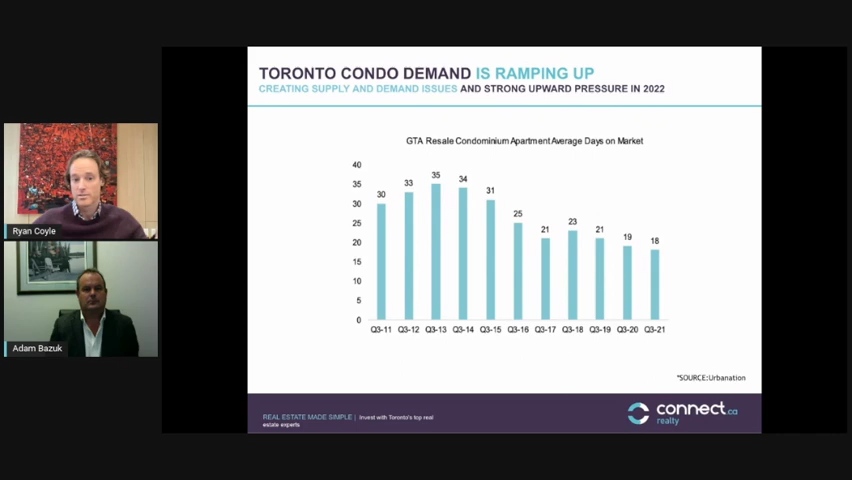 TORONTO CONDO DEMAND IS RAMPING UP
CREATING SUPPLY AND DEMAND ISSUES AND STRONG UPWARD PRESSURE IN 2022
GTA Resale Condominium Apartment Average Days on Market
40
35
30
25
20
15
10
5
0
30
33
35
34
31
25
21
23
21
19
18
Q3-11 Q3-12 Q3-13 Q3-14 Q3-15 Q3-16 Q3-17 Q3-18 Q3-19 Q3-20 Q3-21
*SOURCE:Urbanation
REAL ESTATE MADE SIMPLE | Invest with Toronto's top real
estate experts
connect.ca
realty
Ryan Coyle
Adam Bazuk